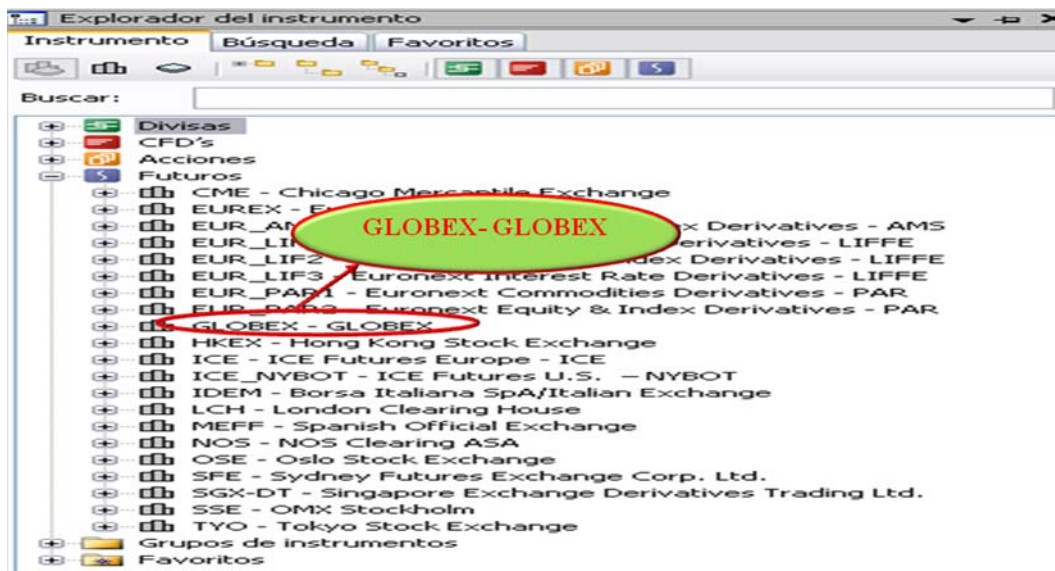 Explorador del instrumento
Instrumento Búsqueda Favoritos
Buscar:
Divisas
CFD's
Acciones
Futuros
CME - Chicago Mercantile Exchange
EUREX - E
GLOBEX- GLOBEX
EUR_A x Derivatives - AMS
EUR_LI erivatives - LIFFE
EUR_LIF2 dex Derivatives - LIFFE
EUR_LIF3 - Euronext Interest Rate Derivatives - LIFFE
EUR_PAR1 - Euronext Commodities Derivatives - PAR
EUR_PAR2 - Euronext Equity & Index Derivatives - PAR
GLOBEX - GLOBEX
HKEX - Hong Kong Stock Exchange
ICE - ICE Futures Europe - ICE
ICE_NYBOT - ICE Futures U.S. – NYBOT
IDEM - Borsa Italiana SpA/Italian Exchange
LCH - London Clearing House
MEFF - Spanish Official Exchange
NOS - NOS Clearing ASA
OSE - Oslo Stock Exchange
SFE - Sydney Futures Exchange Corp. Ltd.
SGX-DT - Singapore Exchange Derivatives Trading Ltd.
SSE - OMX Stockholm
TYO - Tokyo Stock Exchange
Grupos de instrumentos
Favoritos